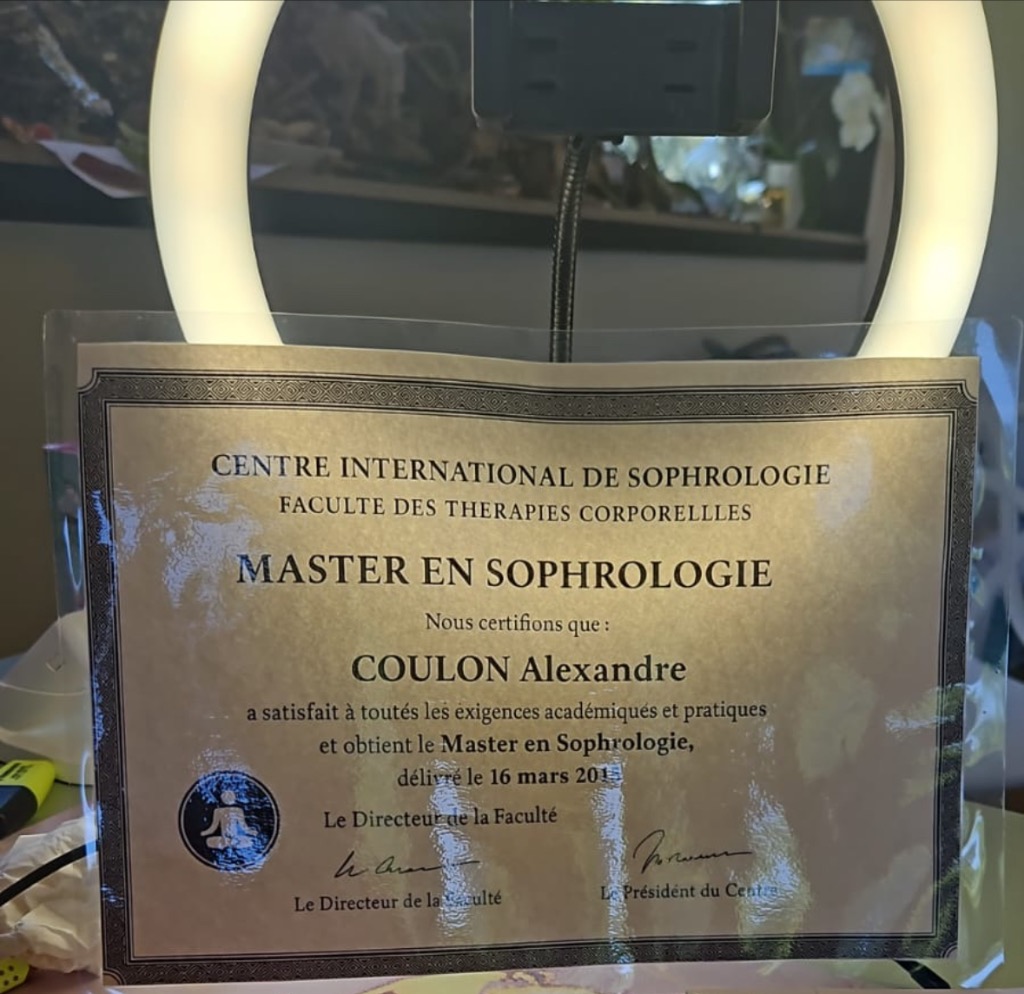 CENTRE INTERNATIONAL DE SOPHROLOGIE
FACULTE DES THERAPIES CORPORELLLES
MASTER EN SOPHROLOGIE
Nous certifions que :
COULON Alexandre
a satisfait à toutés les exigences académiques et pratiques
et obtient le Master en Sophrologie,
délivré le 16 mars
Le Directeur de la Faculté
Le Directeur de la Faculté
Le Président du Centre